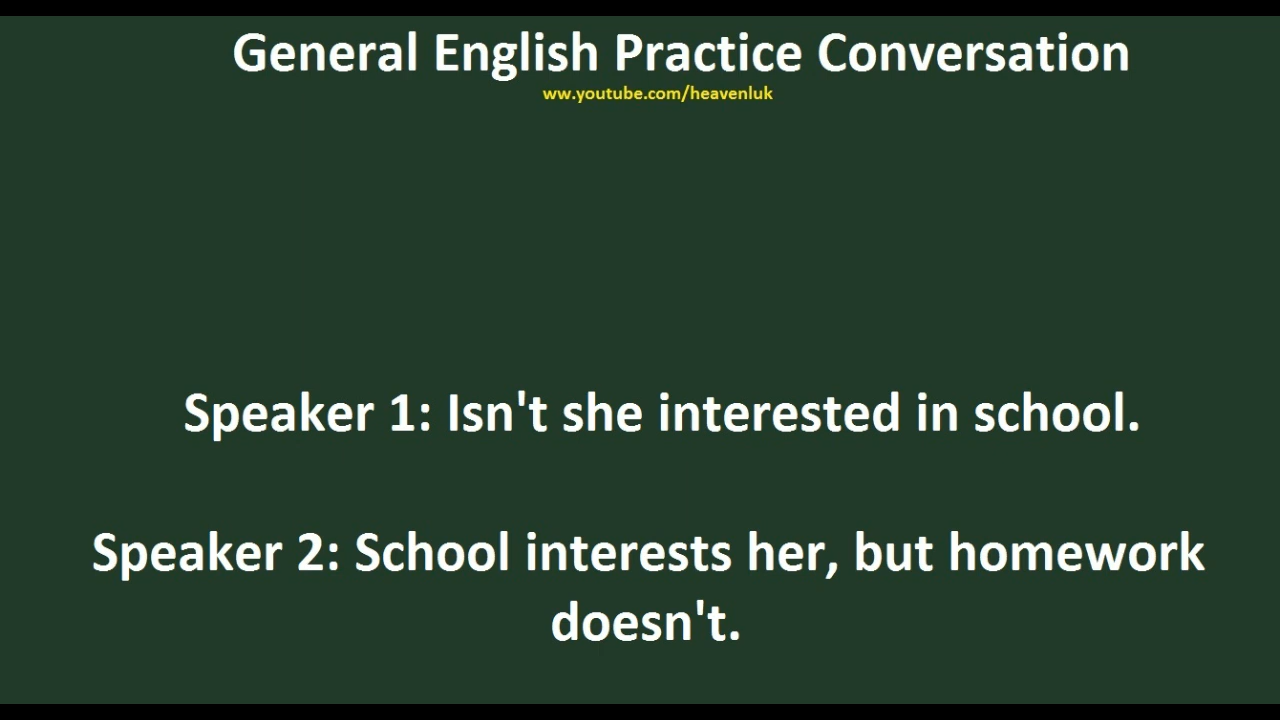 General English Practice Conversation
ww.youtube.com/heavenluk
Speaker 1: Isn't she interested in school.
Speaker 2: School interests her, but homework
doesn't.